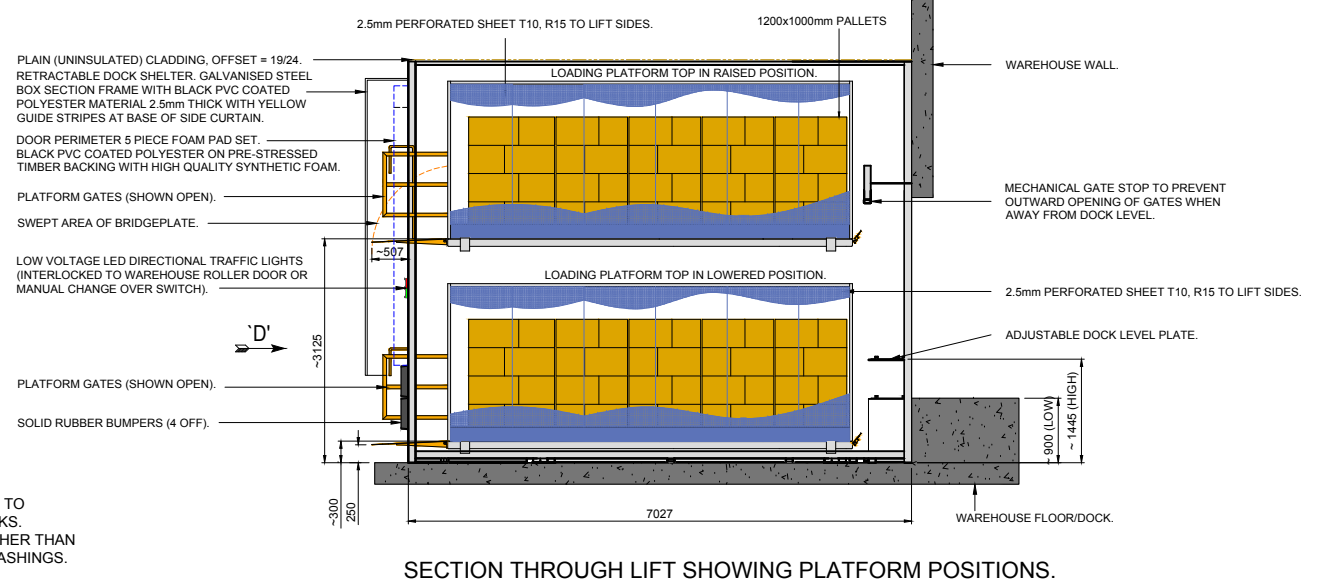 2.5mm PERFORATED SHEET T10, R15 TO LIFT SIDES.
1200x1000mm PALLETS
PLAIN (UNINSULATED) CLADDING, OFFSET = 19/24.
RETRACTABLE DOCK SHELTER. GALVANISED STEEL
BOX SECTION FRAME WITH BLACK PVC COATED
POLYESTER MATERIAL 2.5mm THICK WITH YELLOW
GUIDE STRIPES AT BASE OF SIDE CURTAIN.
DOOR PERIMETER 5 PIECE FOAM PAD SET.
BLACK PVC COATED POLYESTER ON PRE-STRESSED
TIMBER BACKING WITH HIGH QUALITY SYNTHETIC FOAM.
PLATFORM GATES (SHOWN OPEN).
SWEPT AREA OF BRIDGEPLATE.
LOW VOLTAGE LED DIRECTIONAL TRAFFIC LIGHTS
(INTERLOCKED TO WAREHOUSE ROLLER DOOR OR
MANUAL CHANGE OVER SWITCH).
`D'
PLATFORM GATES (SHOWN OPEN).
SOLID RUBBER BUMPERS (4 OFF).
LOADING PLATFORM TOP IN RAISED POSITION.
~507
LOADING PLATFORM TOP IN LOWERED POSITION.
~3125
~300
250
7027
WAREHOUSE WALL.
MECHANICAL GATE STOP TO PREVENT
OUTWARD OPENING OF GATES WHEN
AWAY FROM DOCK LEVEL.
2.5mm PERFORATED SHEET T10, R15 TO LIFT SIDES.
ADJUSTABLE DOCK LEVEL PLATE.
~ 900 (LOW)
~ 1445 (HIGH)
WAREHOUSE FLOOR/DOCK.
TO
KS.
HER THAN
ASHINGS.
SECTION THROUGH LIFT SHOWING PLATFORM POSITIONS.